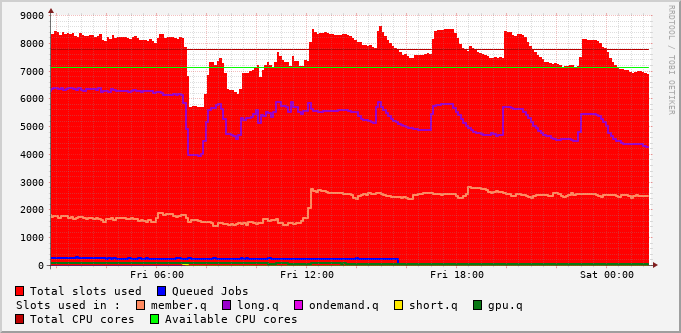 RRDTOOL / TOBI OETIKER
9000
8000
7000
6000
5000
4000
3000
2000
1000
0
Fri 06:00 Fri 12:00 Fri 18:00 Sat 00:00
Total slots used Queued Jobs
Slots used in : member.q long.q ondemand.q short.q gpu.q
Total CPU cores Available CPU cores